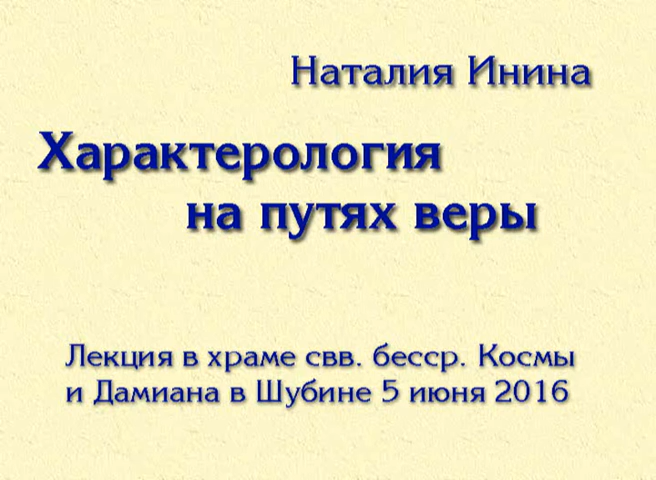 Наталия Инина
Характерология
на путях веры
Лекция в храме свв. бесср. Космы
и Дамиана в Шубине 5 июня 2016